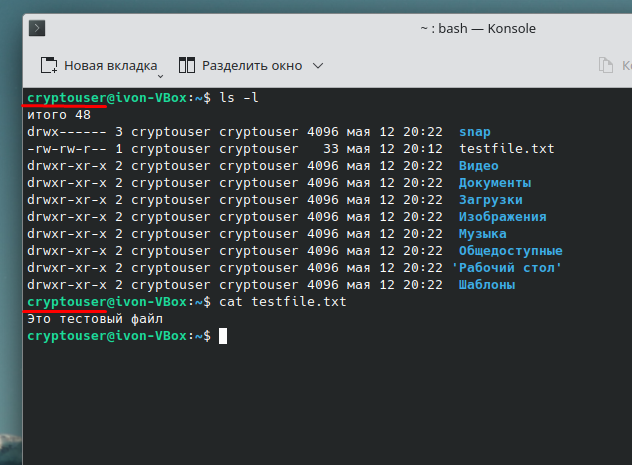 ~ : bash — Konsole
Новая вкладка
Разделить окно
cryptouser@ivon-VBox:~$ ls -l
итого 48
drwx------ 3 cryptouser cryptouser 4096 мая 12 20:22 snap
-rw-rw-r-- 1 cryptouser cryptouser 33 мая 12 20:12 testfile.txt
drwxr-xr-x 2 cryptouser cryptouser 4096 мая 12 20:22 Видео
drwxr-xr-x 2 cryptouser cryptouser 4096 мая 12 20:22 Документы
drwxr-xr-x 2 cryptouser cryptouser 4096 мая 12 20:22 Загрузки
drwxr-xr-x 2 cryptouser cryptouser 4096 мая 12 20:22 Изображения
drwxr-xr-x 2 cryptouser cryptouser 4096 мая 12 20:22 Музыка
drwxr-xr-x 2 cryptouser cryptouser 4096 мая 12 20:22 Общедоступные
drwxr-xr-x 2 cryptouser cryptouser 4096 мая 12 20:22 'Рабочий стол'
drwxr-xr-x 2 cryptouser cryptouser 4096 мая 12 20:22 Шаблоны
cryptouser@ivon-VBox:~$ cat testfile.txt
Это тестовый файл
cryptouser@ivon-VBox:~$